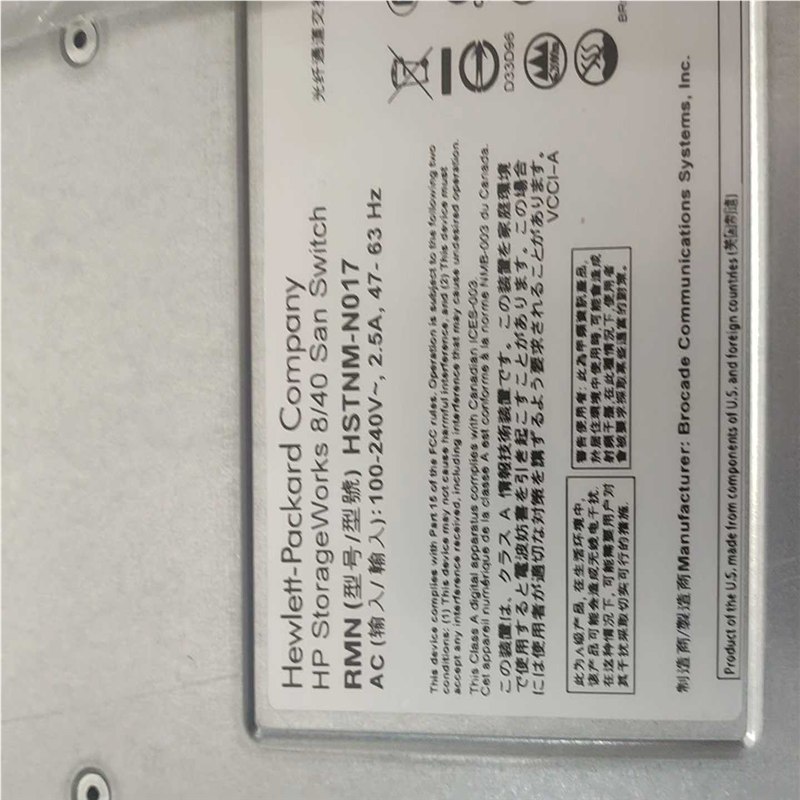 Hewlett-Packard Company
HP StorageWorks 8/40 San Switch
光纤通道交
RMN (型号/型號) HSTNM-N017
AC (输入/輸入): 100-240V~, 2.5A, 47- 63 Hz
D33D96
This device complies with Part 15 of the FCC rules. Operation is subject to the following two
conditions: (1) This device may not cause harmful interference, and (2) This device must
accept any interference received, including interference that may cause undesired operation.
This Class A digital apparatus complies with Canadian ICES-003.
Cet appareil numérique de la classe A est conforme à la norme NMB-003 du Canada.
この装置は、クラス A 情報技術装置です。この装置を家庭環境
で使用すると電波妨害を引き起こすことがあります。この場合
には使用者が適切な対策を講ずるよう要求されることがあります。
VCCI-A
此为A级产品, 在生活环境中,
该产品可能会造成无线电干扰.
在这种情况下, 可能需要用户对
其干扰采取切实可行的措施.
警告使用者: 此為甲類資訊產品,
於居住環境中使用時, 可能會造成
射頻干擾, 在此種情況下, 使用者
會被要求採取某些適當的對策。
制造商/製造商 Manufacturer: Brocade Communications Systems, Inc.
Product of the U.S, made from components of U.S. and foreign countries (美国制造)